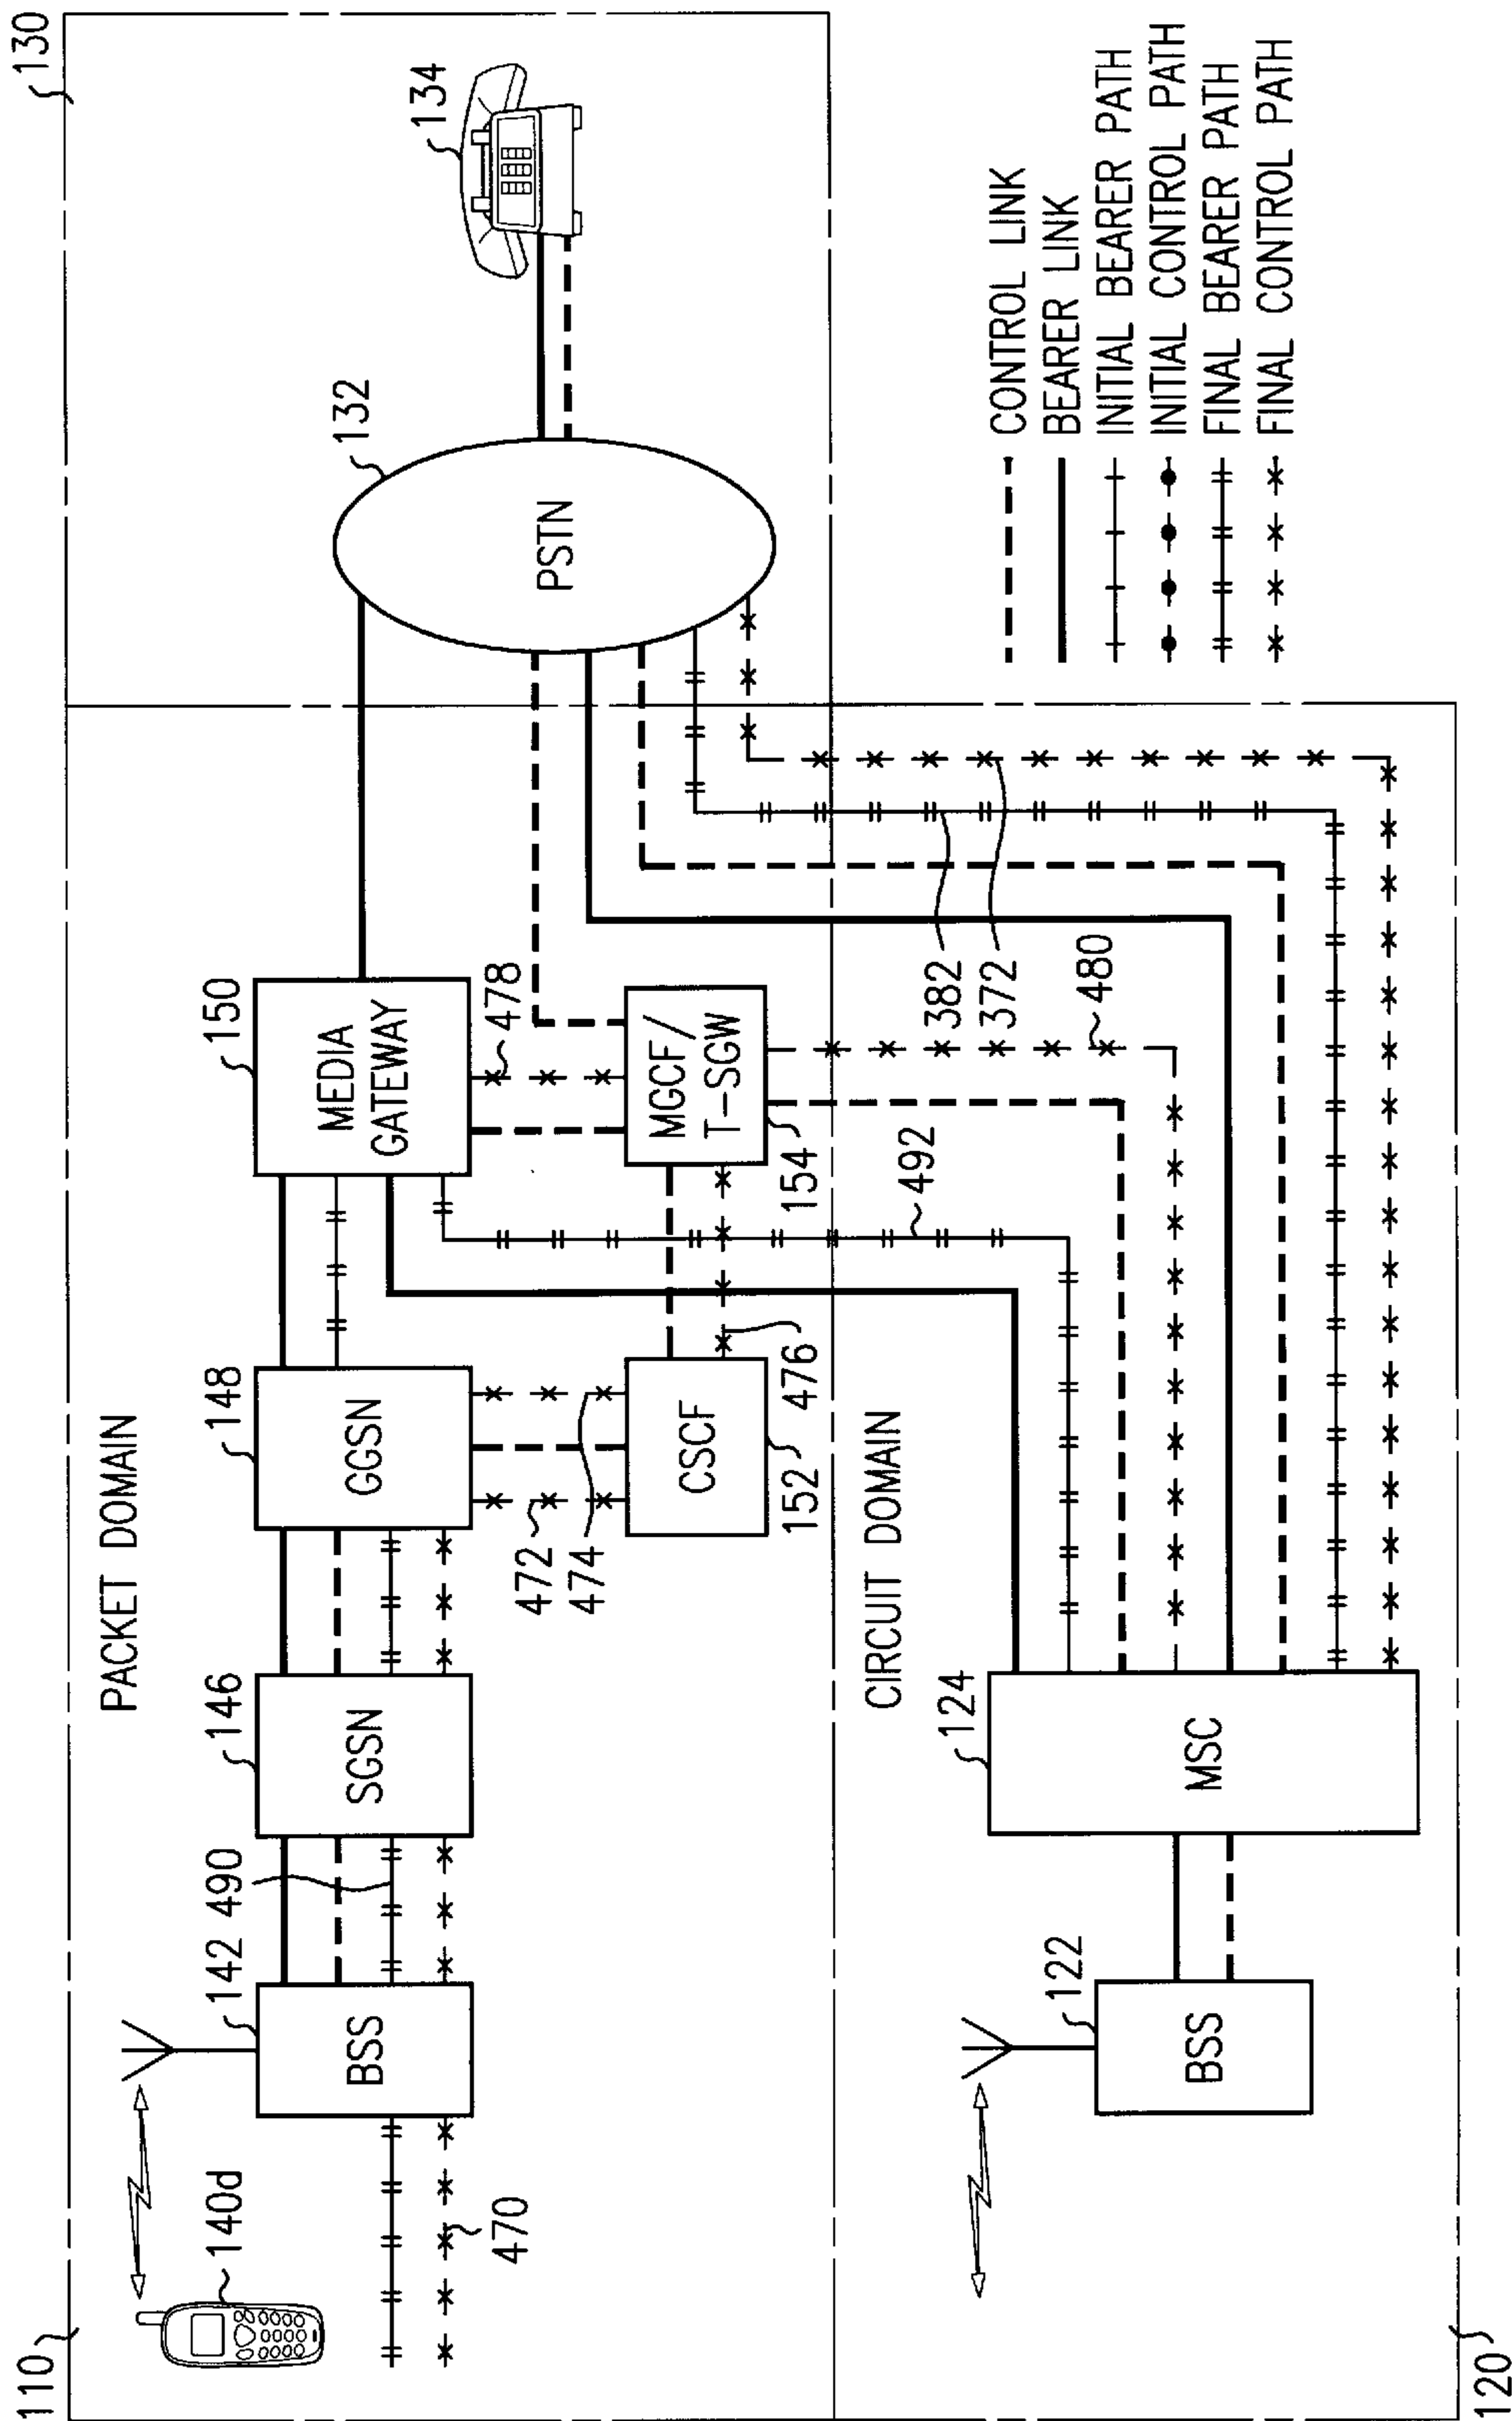 110
130
PACKET DOMAIN
140d
470
142
BSS
490
146
SGSN
148
GGSN
472
474
152
CSCF
476
150
MEDIA
GATEWAY
478
154
MGCF/
T-SGW
492
132
PSTN
134
382
372
480
CIRCUIT DOMAIN
122
BSS
124
MSC
120
CONTROL LINK
BEARER LINK
INITIAL BEARER PATH
INITIAL CONTROL PATH
FINAL BEARER PATH
FINAL CONTROL PATH